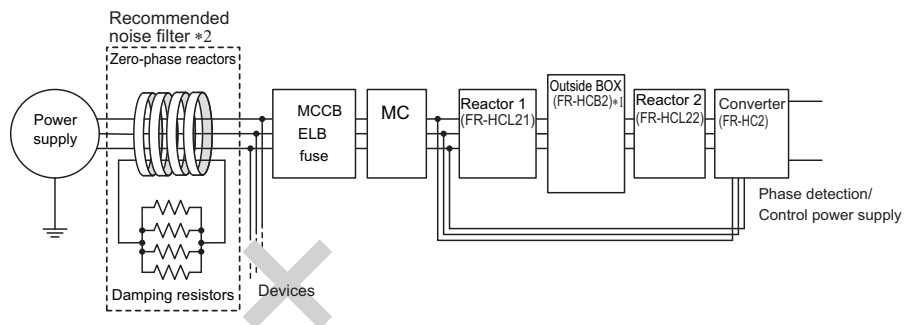 Recommended
noise filter *2
Zero-phase reactors
Power
supply
MCCB
ELB
fuse
MC
Reactor 1
(FR-HCL21)
Outside BOX
(FR-HCB2)*1
Reactor 2
(FR-HCL22)
Converter
(FR-HC2)
Phase detection/
Control power supply
Damping resistors
Devices